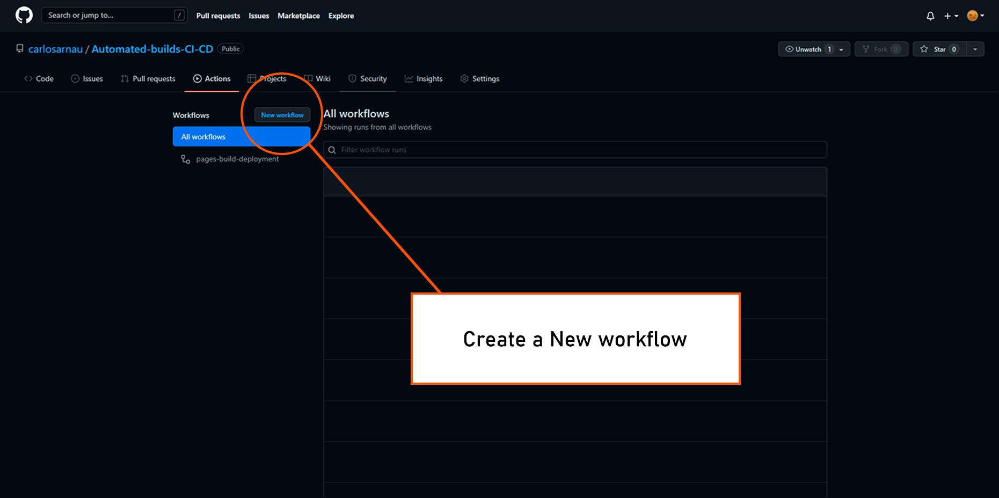 Search or jump to... /
Pull requests Issues Marketplace Explore
carlosarnau / Automated-builds-CI-CD Public
Unwatch 1 Fork 0 Star 0
Code Issues Pull requests Actions Projects Wiki Security Insights Settings
Workflows New workflow
All workflows
pages-build-deployment
All workflows
Showing runs from all workflows
Filter workflow runs
Create a New workflow